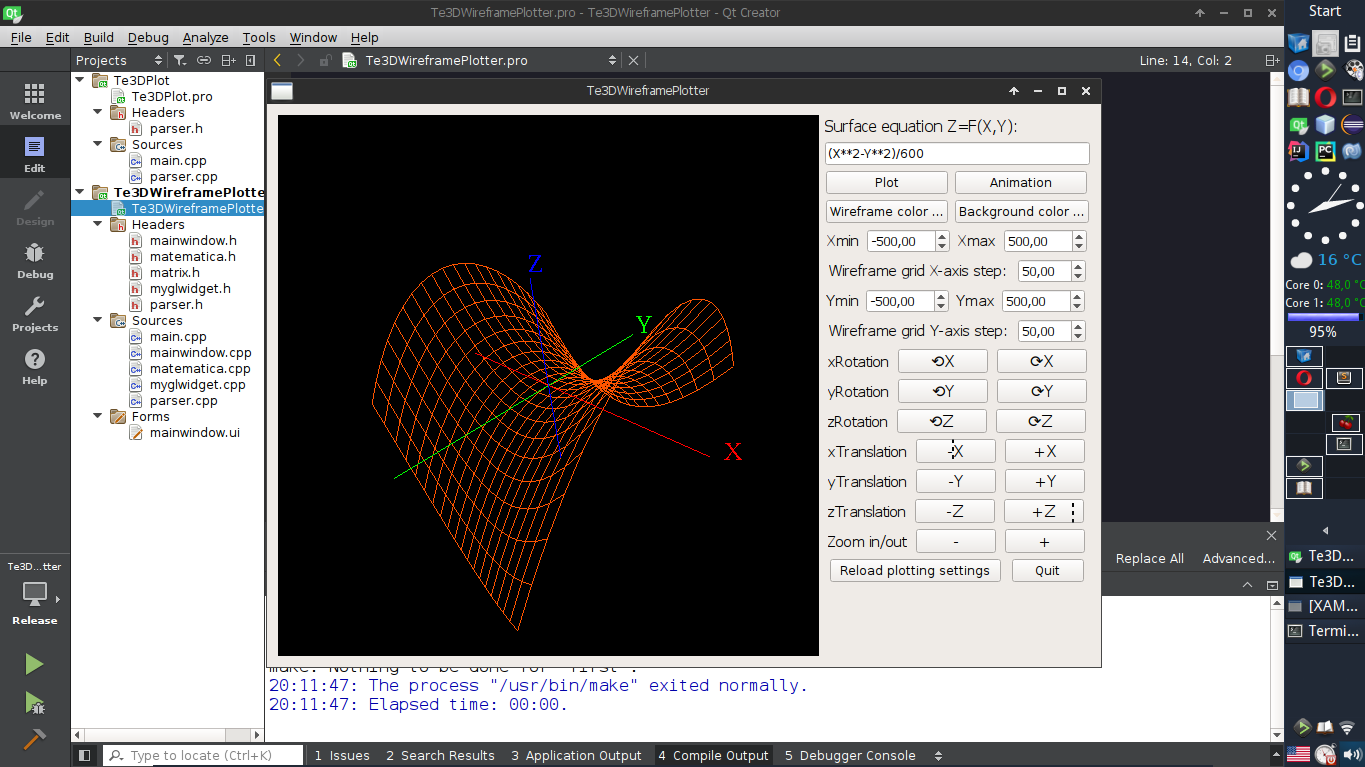 Te3DWireframePlotter.pro - Te3DWireframePlotter - Qt Creator
File Edit Build Debug Analyze Tools Window Help
Projects
Te3DWireframePlotter.pro
Line: 14, Col: 2
Welcome
Edit
Design
Debug
Projects
Help
Te3D...tter
Release
Te3DPlot
Te3DPlot.pro
Headers
parser.h
Sources
main.cpp
parser.cpp
Te3DWireframePlotte
Te3DWireframePlotte
Headers
mainwindow.h
matematica.h
matrix.h
myglwidget.h
parser.h
Sources
main.cpp
mainwindow.cpp
matematica.cpp
myglwidget.cpp
parser.cpp
Forms
mainwindow.ui
Te3DWireframePlotter
Z
Y
X
Surface equation Z=F(X,Y):
(X**2-Y**2)/600
Plot Animation
Wireframe color ... Background color ...
Xmin -500,00 Xmax 500,00
Wireframe grid X-axis step: 50,00
Ymin -500,00 Ymax 500,00
Wireframe grid Y-axis step: 50,00
xRotation ⟲X ⟳X
yRotation ⟲Y ⟳Y
zRotation ⟲Z ⟳Z
xTranslation -X +X
yTranslation -Y +Y
zTranslation -Z +Z
Zoom in/out - +
Reload plotting settings Quit
Replace All Advanced...
make: Nothing to be done for 'first'.
20:11:47: The process "/usr/bin/make" exited normally.
20:11:47: Elapsed time: 00:00.
Type to locate (Ctrl+K) 1 Issues 2 Search Results 3 Application Output 4 Compile Output 5 Debugger Console
Start
16 °C
Core 0: 48,0 °C
Core 1: 48,0 °C
95%
Te3D...
Te3D...
[XAM...
Termi...